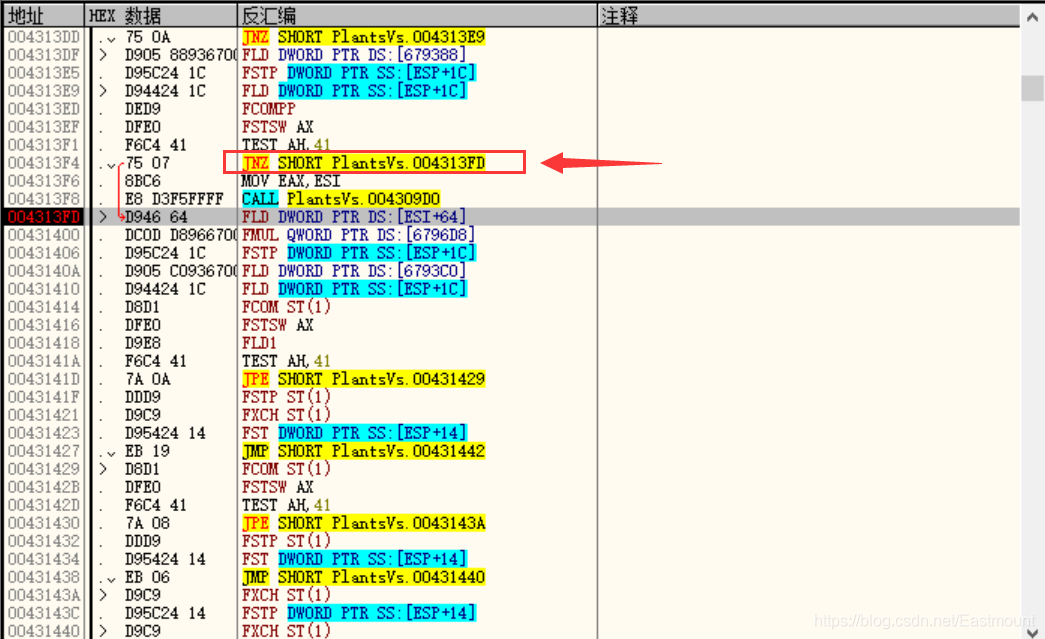 地址 HEX 数据 反汇编 注释
004313DD .˅ 75 0A JNZ SHORT PlantsVs.004313E9
004313DF > D905 88936700 FLD DWORD PTR DS:[679388]
004313E5 . D95C24 1C FSTP DWORD PTR SS:[ESP+1C]
004313E9 > D94424 1C FLD DWORD PTR SS:[ESP+1C]
004313ED . DED9 FCOMPP
004313EF . DFE0 FSTSW AX
004313F1 . F6C4 41 TEST AH,41
004313F4 .˅ 75 07 JNZ SHORT PlantsVs.004313FD
004313F6 . 8BC6 MOV EAX,ESI
004313F8 . E8 D3F5FFFF CALL PlantsVs.004309D0
004313FD > D946 64 FLD DWORD PTR DS:[ESI+64]
00431400 . DC0D D8966700 FMUL QWORD PTR DS:[6796D8]
00431406 . D95C24 1C FSTP DWORD PTR SS:[ESP+1C]
0043140A . D905 C0936700 FLD DWORD PTR DS:[6793C0]
00431410 . D94424 1C FLD DWORD PTR SS:[ESP+1C]
00431414 . D8D1 FCOM ST(1)
00431416 . DFE0 FSTSW AX
00431418 . D9E8 FLD1
0043141A . F6C4 41 TEST AH,41
0043141D . 7A 0A JPE SHORT PlantsVs.00431429
0043141F . DDD9 FSTP ST(1)
00431421 . D9C9 FXCH ST(1)
00431423 . D95424 14 FST DWORD PTR SS:[ESP+14]
00431427 .˅ EB 19 JMP SHORT PlantsVs.00431442
00431429 > D8D1 FCOM ST(1)
0043142B . DFE0 FSTSW AX
0043142D . F6C4 41 TEST AH,41
00431430 . 7A 08 JPE SHORT PlantsVs.0043143A
00431432 . DDD9 FSTP ST(1)
00431434 . D95424 14 FST DWORD PTR SS:[ESP+14]
00431438 .˅ EB 06 JMP SHORT PlantsVs.00431440
0043143A > D9C9 FXCH ST(1)
0043143C . D95C24 14 FSTP DWORD PTR SS:[ESP+14]
00431440 > D9C9 FXCH ST(1)
https://blog.csdn.net/Eastmount